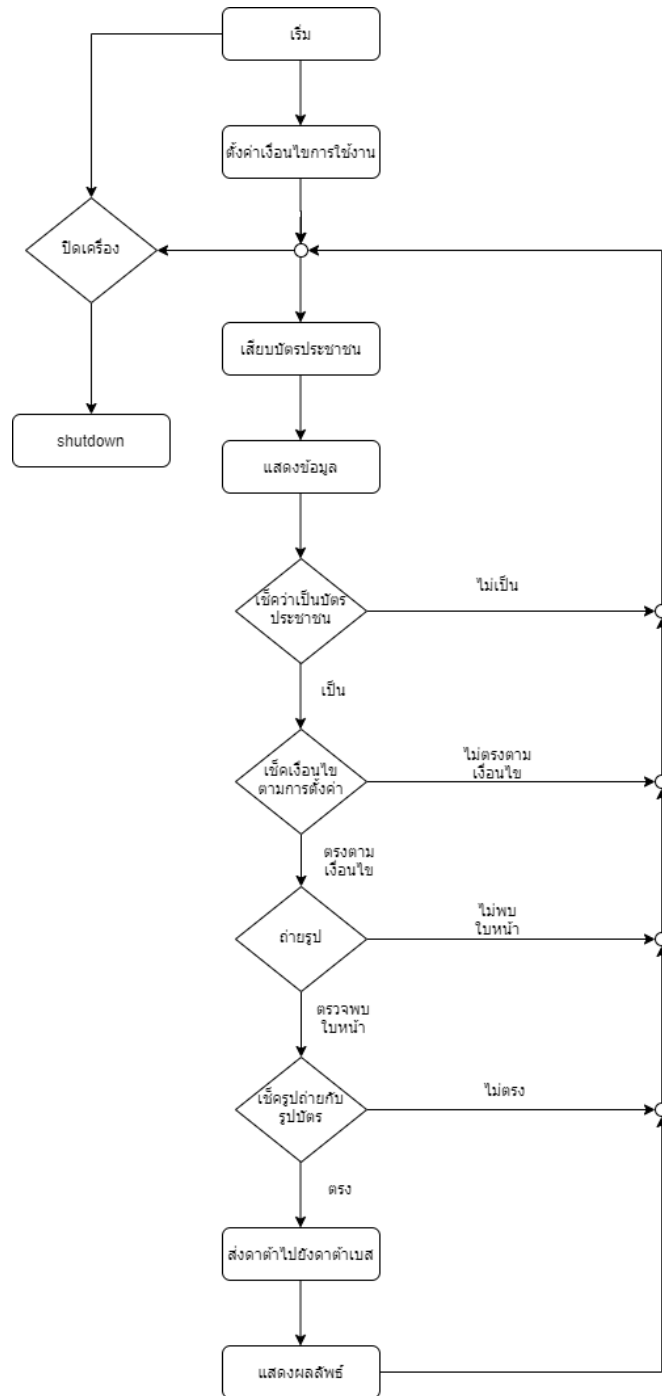 เริ่ม
ตั้งค่าเงื่อนไขการใช้งาน
ปิดเครื่อง
เสียบบัตรประชาชน
shutdown
แสดงข้อมูล
เช็คว่าเป็นบัตร
ประชาชน
ไม่เป็น
เป็น
เช็คเงื่อนไข
ตามการตั้งค่า
ไม่ตรงตาม
เงื่อนไข
ตรงตาม
เงื่อนไข
ถ่ายรูป
ไม่พบ
ใบหน้า
ตรวจพบ
ใบหน้า
เช็ครูปถ่ายกับ
รูปบัตร
ไม่ตรง
ตรง
ส่งดาต้าไปยังดาต้าเบส
แสดงผลลัพธ์